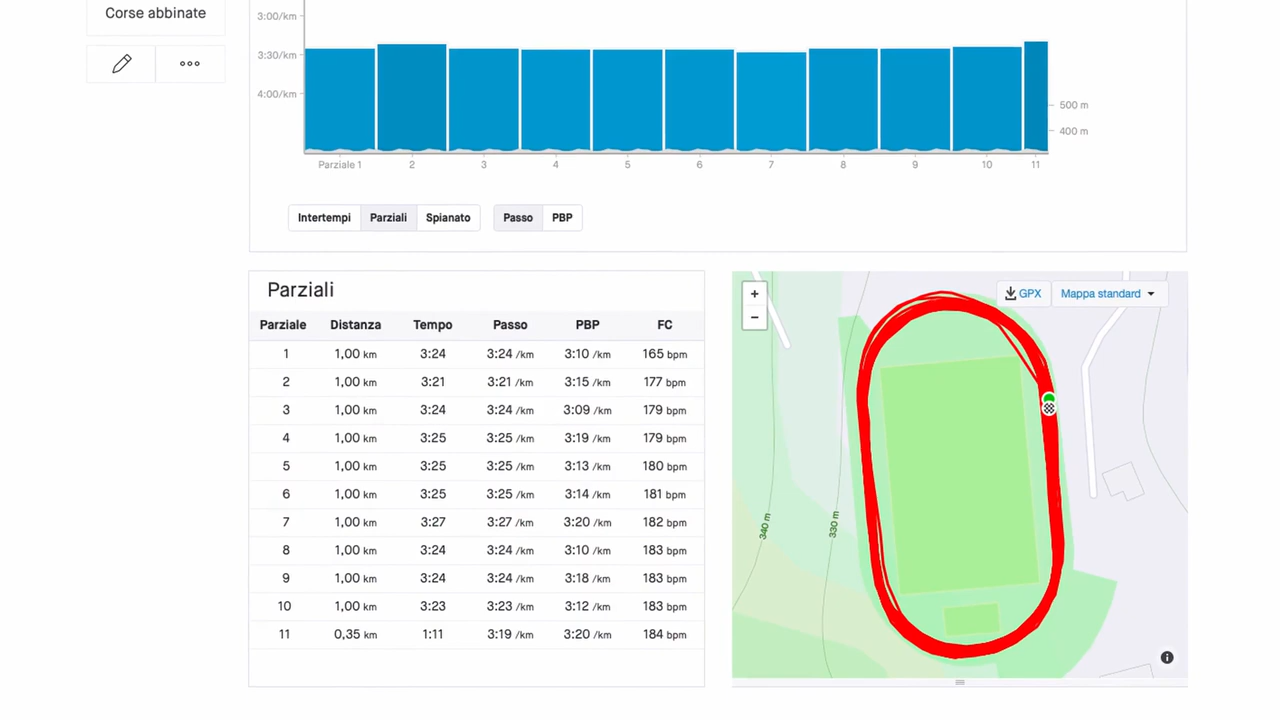 Corse abbinate
3:00/km
3:30/km
4:00/km
500 m
400 m
Parziale 1 2 3 4 5 6 7 8 9 10 11
Intertempi Parziali Spianato Passo PBP
Parziali
Parziale Distanza Tempo Passo PBP FC
1 1,00 km 3:24 3:24 /km 3:10 /km 165 bpm
2 1,00 km 3:21 3:21 /km 3:15 /km 177 bpm
3 1,00 km 3:24 3:24 /km 3:09 /km 179 bpm
4 1,00 km 3:25 3:25 /km 3:19 /km 179 bpm
5 1,00 km 3:25 3:25 /km 3:13 /km 180 bpm
6 1,00 km 3:25 3:25 /km 3:14 /km 181 bpm
7 1,00 km 3:27 3:27 /km 3:20 /km 182 bpm
8 1,00 km 3:24 3:24 /km 3:10 /km 183 bpm
9 1,00 km 3:24 3:24 /km 3:18 /km 183 bpm
10 1,00 km 3:23 3:23 /km 3:12 /km 183 bpm
11 0,35 km 1:11 3:19 /km 3:20 /km 184 bpm
+
−
GPX Mappa standard
340 m
330 m